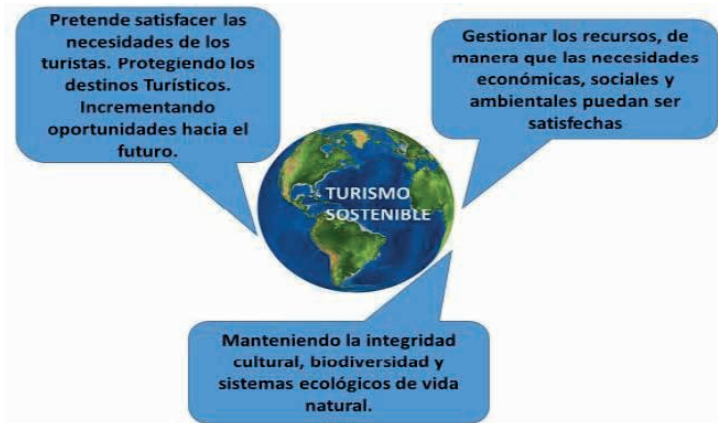 Pretende satisfacer las
necesidades de los
turistas. Protegiendo los
destinos Turísticos.
Incrementando
oportunidades hacia el
futuro.
Gestionar los recursos, de
manera que las necesidades
económicas, sociales y
ambientales puedan ser
satisfechas
TURISMO
SOSTENIBLE
Manteniendo la integridad
cultural, biodiversidad y
sistemas ecológicos de vida
natural.